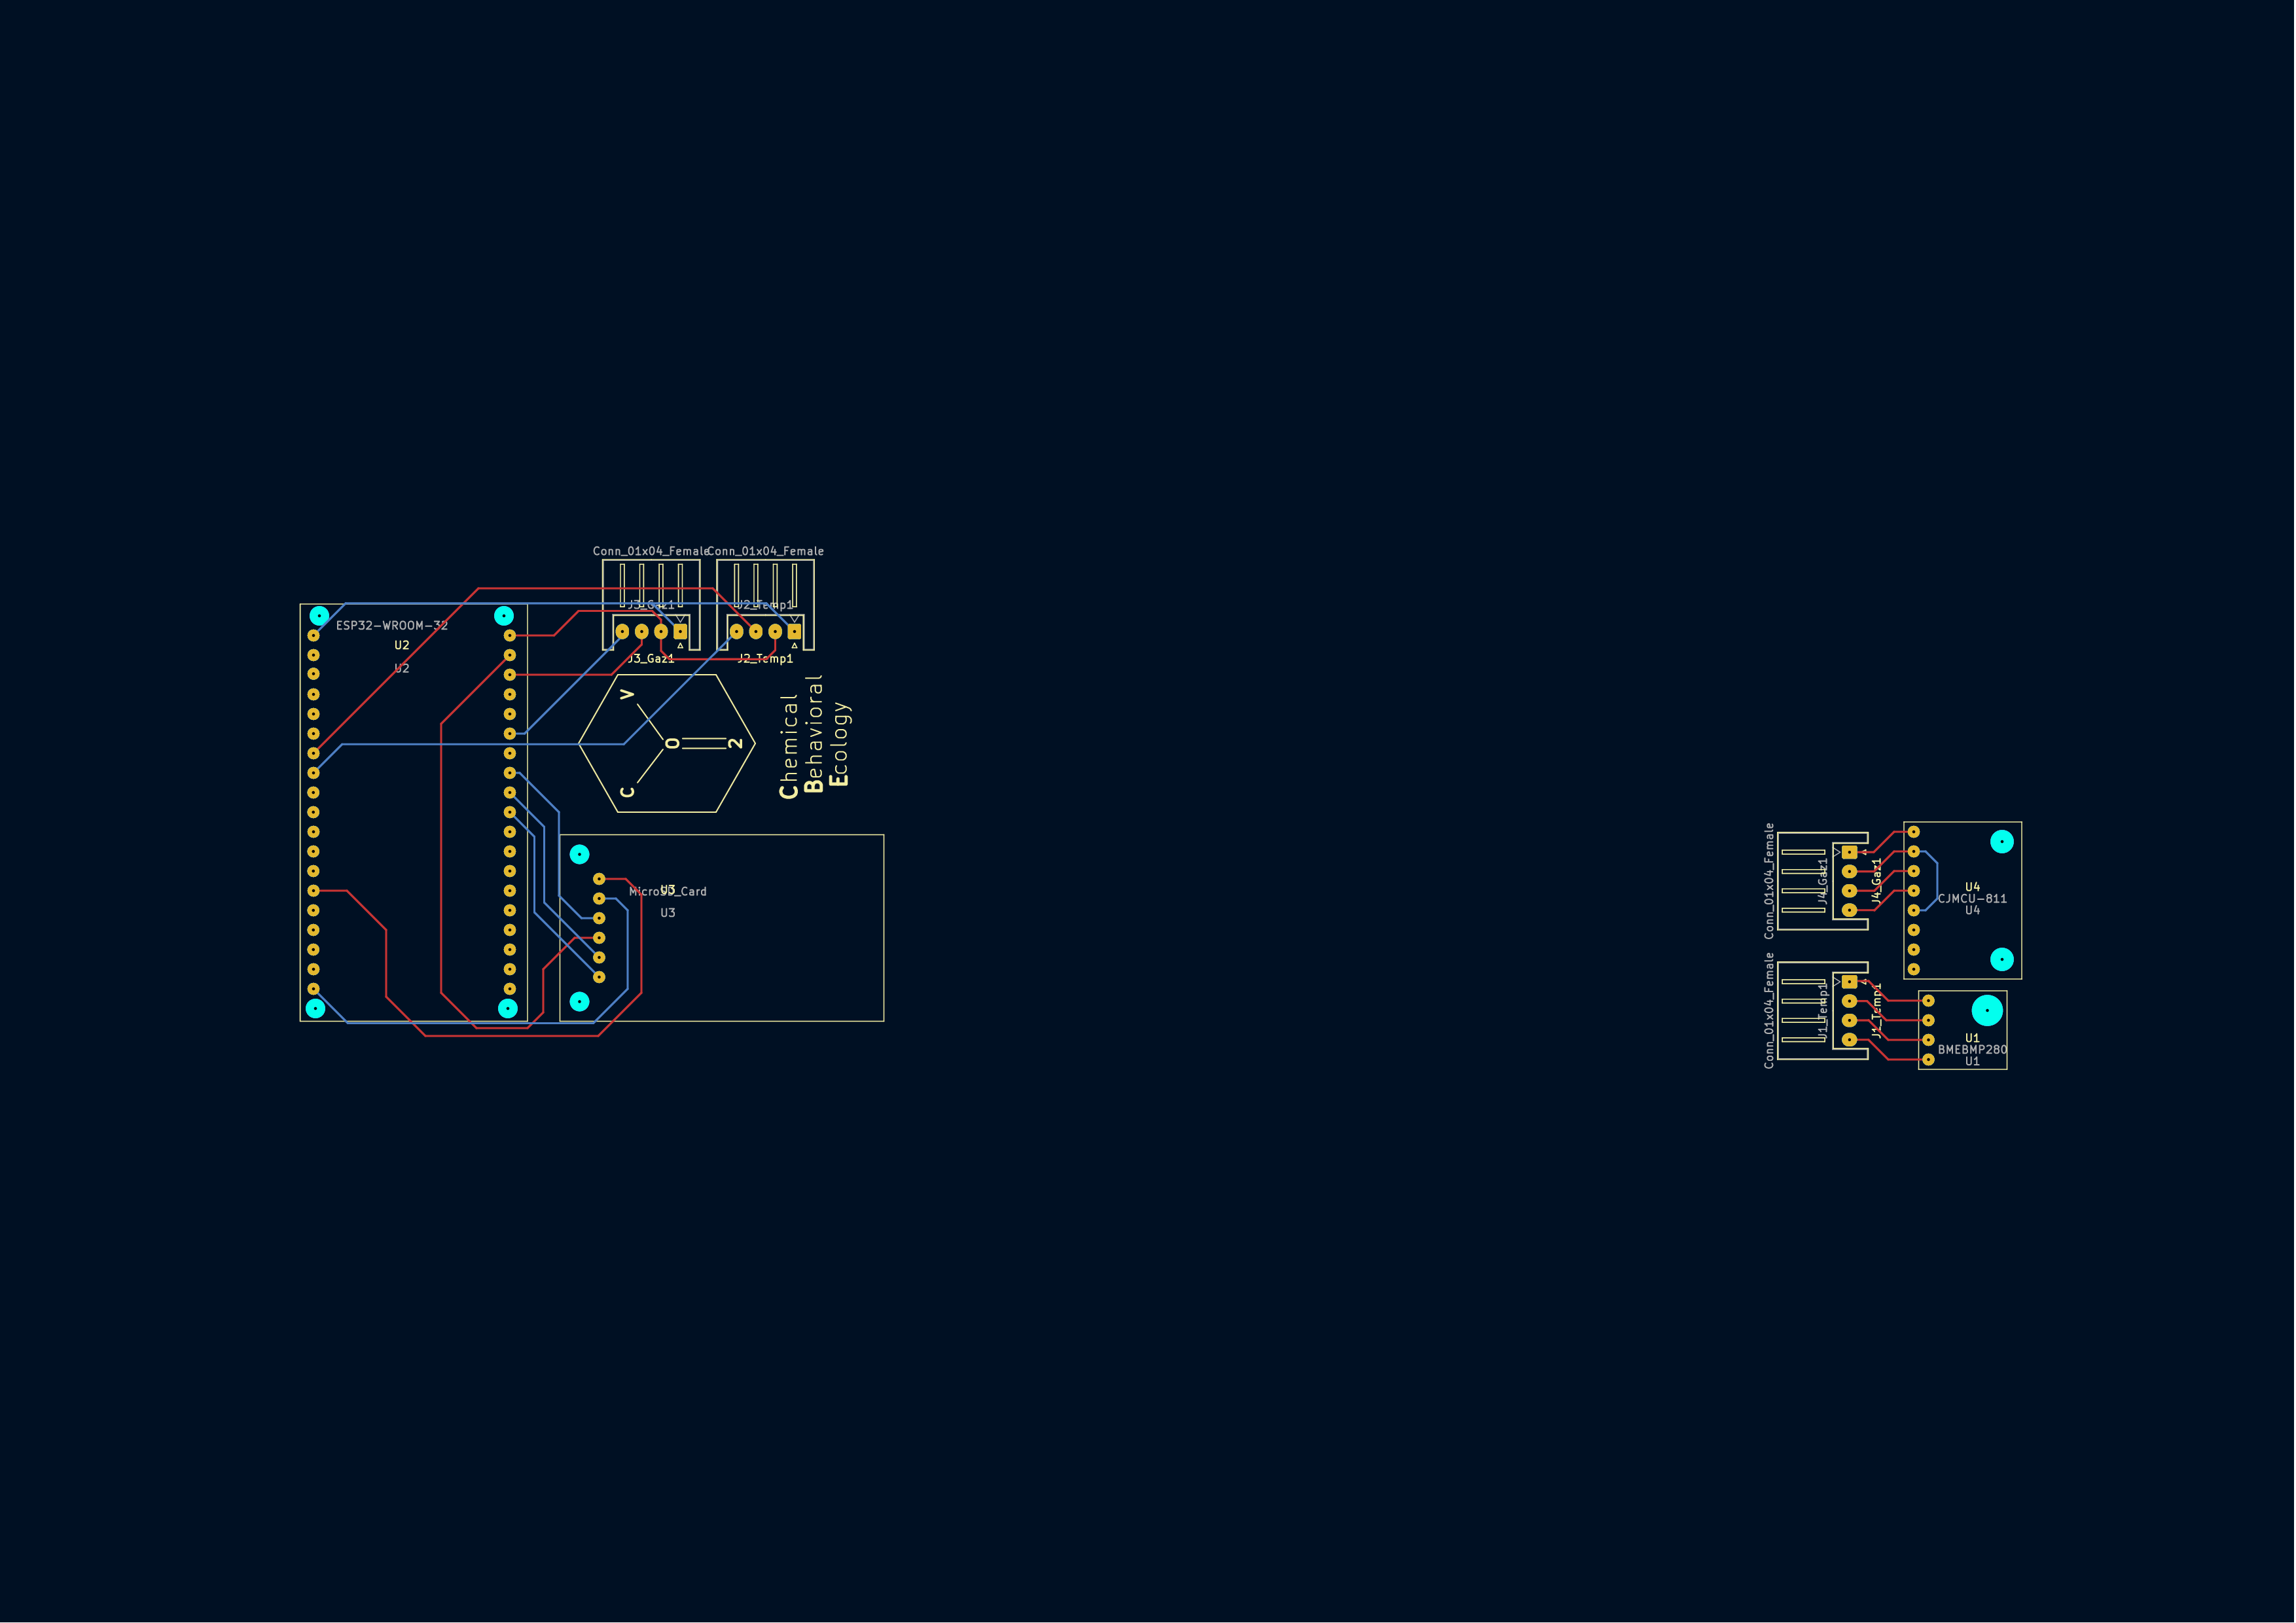 Conn_01x04_Female
Conn_01x04_Female
J3_Gaz1
J2_Temp1
ESP32-WROOM-32
U2
U2
J3_Gaz1
J2_Temp1
V
O
2
C
Chemical
Behavioral
Ecology
U3
MicroSD_Card
U3
Conn_01x04_Female
J4_Gaz1
J4_Gaz1
U4
CJMCU-811
U4
Conn_01x04_Female
J1_Temp1
J1_Temp1
U1
BMEBMP280
U1